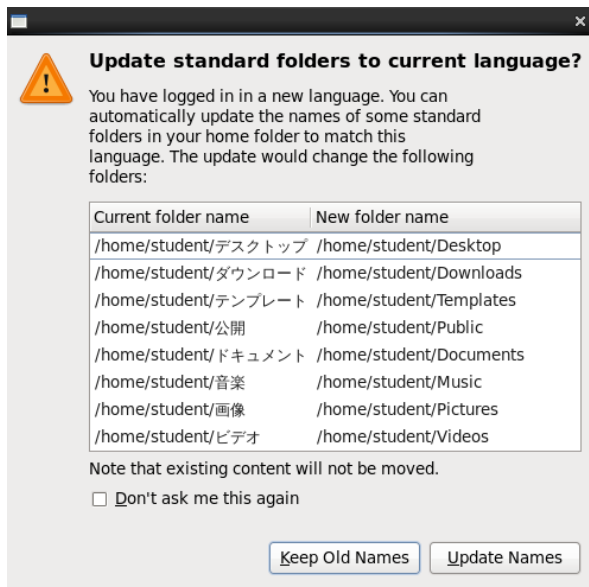 Update standard folders to current language?
You have logged in in a new language. You can
automatically update the names of some standard
folders in your home folder to match this
language. The update would change the following
folders:
Current folder name New folder name
/home/student/デスクトップ /home/student/Desktop
/home/student/ダウンロード /home/student/Downloads
/home/student/テンプレート /home/student/Templates
/home/student/公開 /home/student/Public
/home/student/ドキュメント /home/student/Documents
/home/student/音楽 /home/student/Music
/home/student/画像 /home/student/Pictures
/home/student/ビデオ /home/student/Videos
Note that existing content will not be moved.
Don't ask me this again
Keep Old Names Update Names